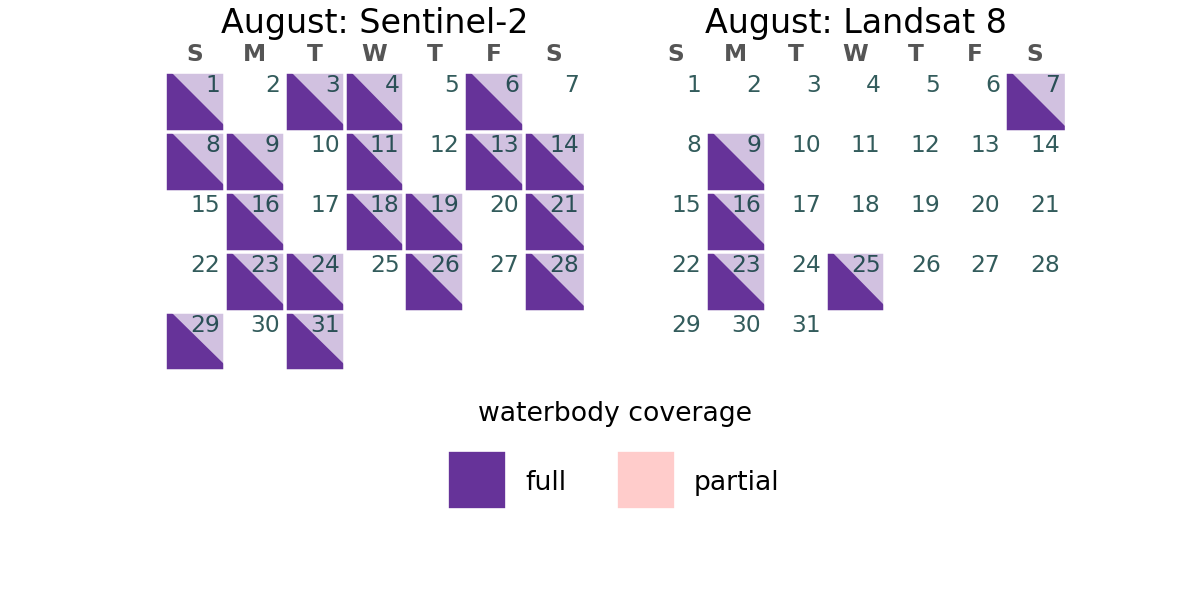 August: Sentinel-2
S M T W T F S
1 2 3 4 5 6 7
8 9 10 11 12 13 14
15 16 17 18 19 20 21
22 23 24 25 26 27 28
29 30 31
August: Landsat 8
S M T W T F S
1 2 3 4 5 6 7
8 9 10 11 12 13 14
15 16 17 18 19 20 21
22 23 24 25 26 27 28
29 30 31
waterbody coverage
full partial